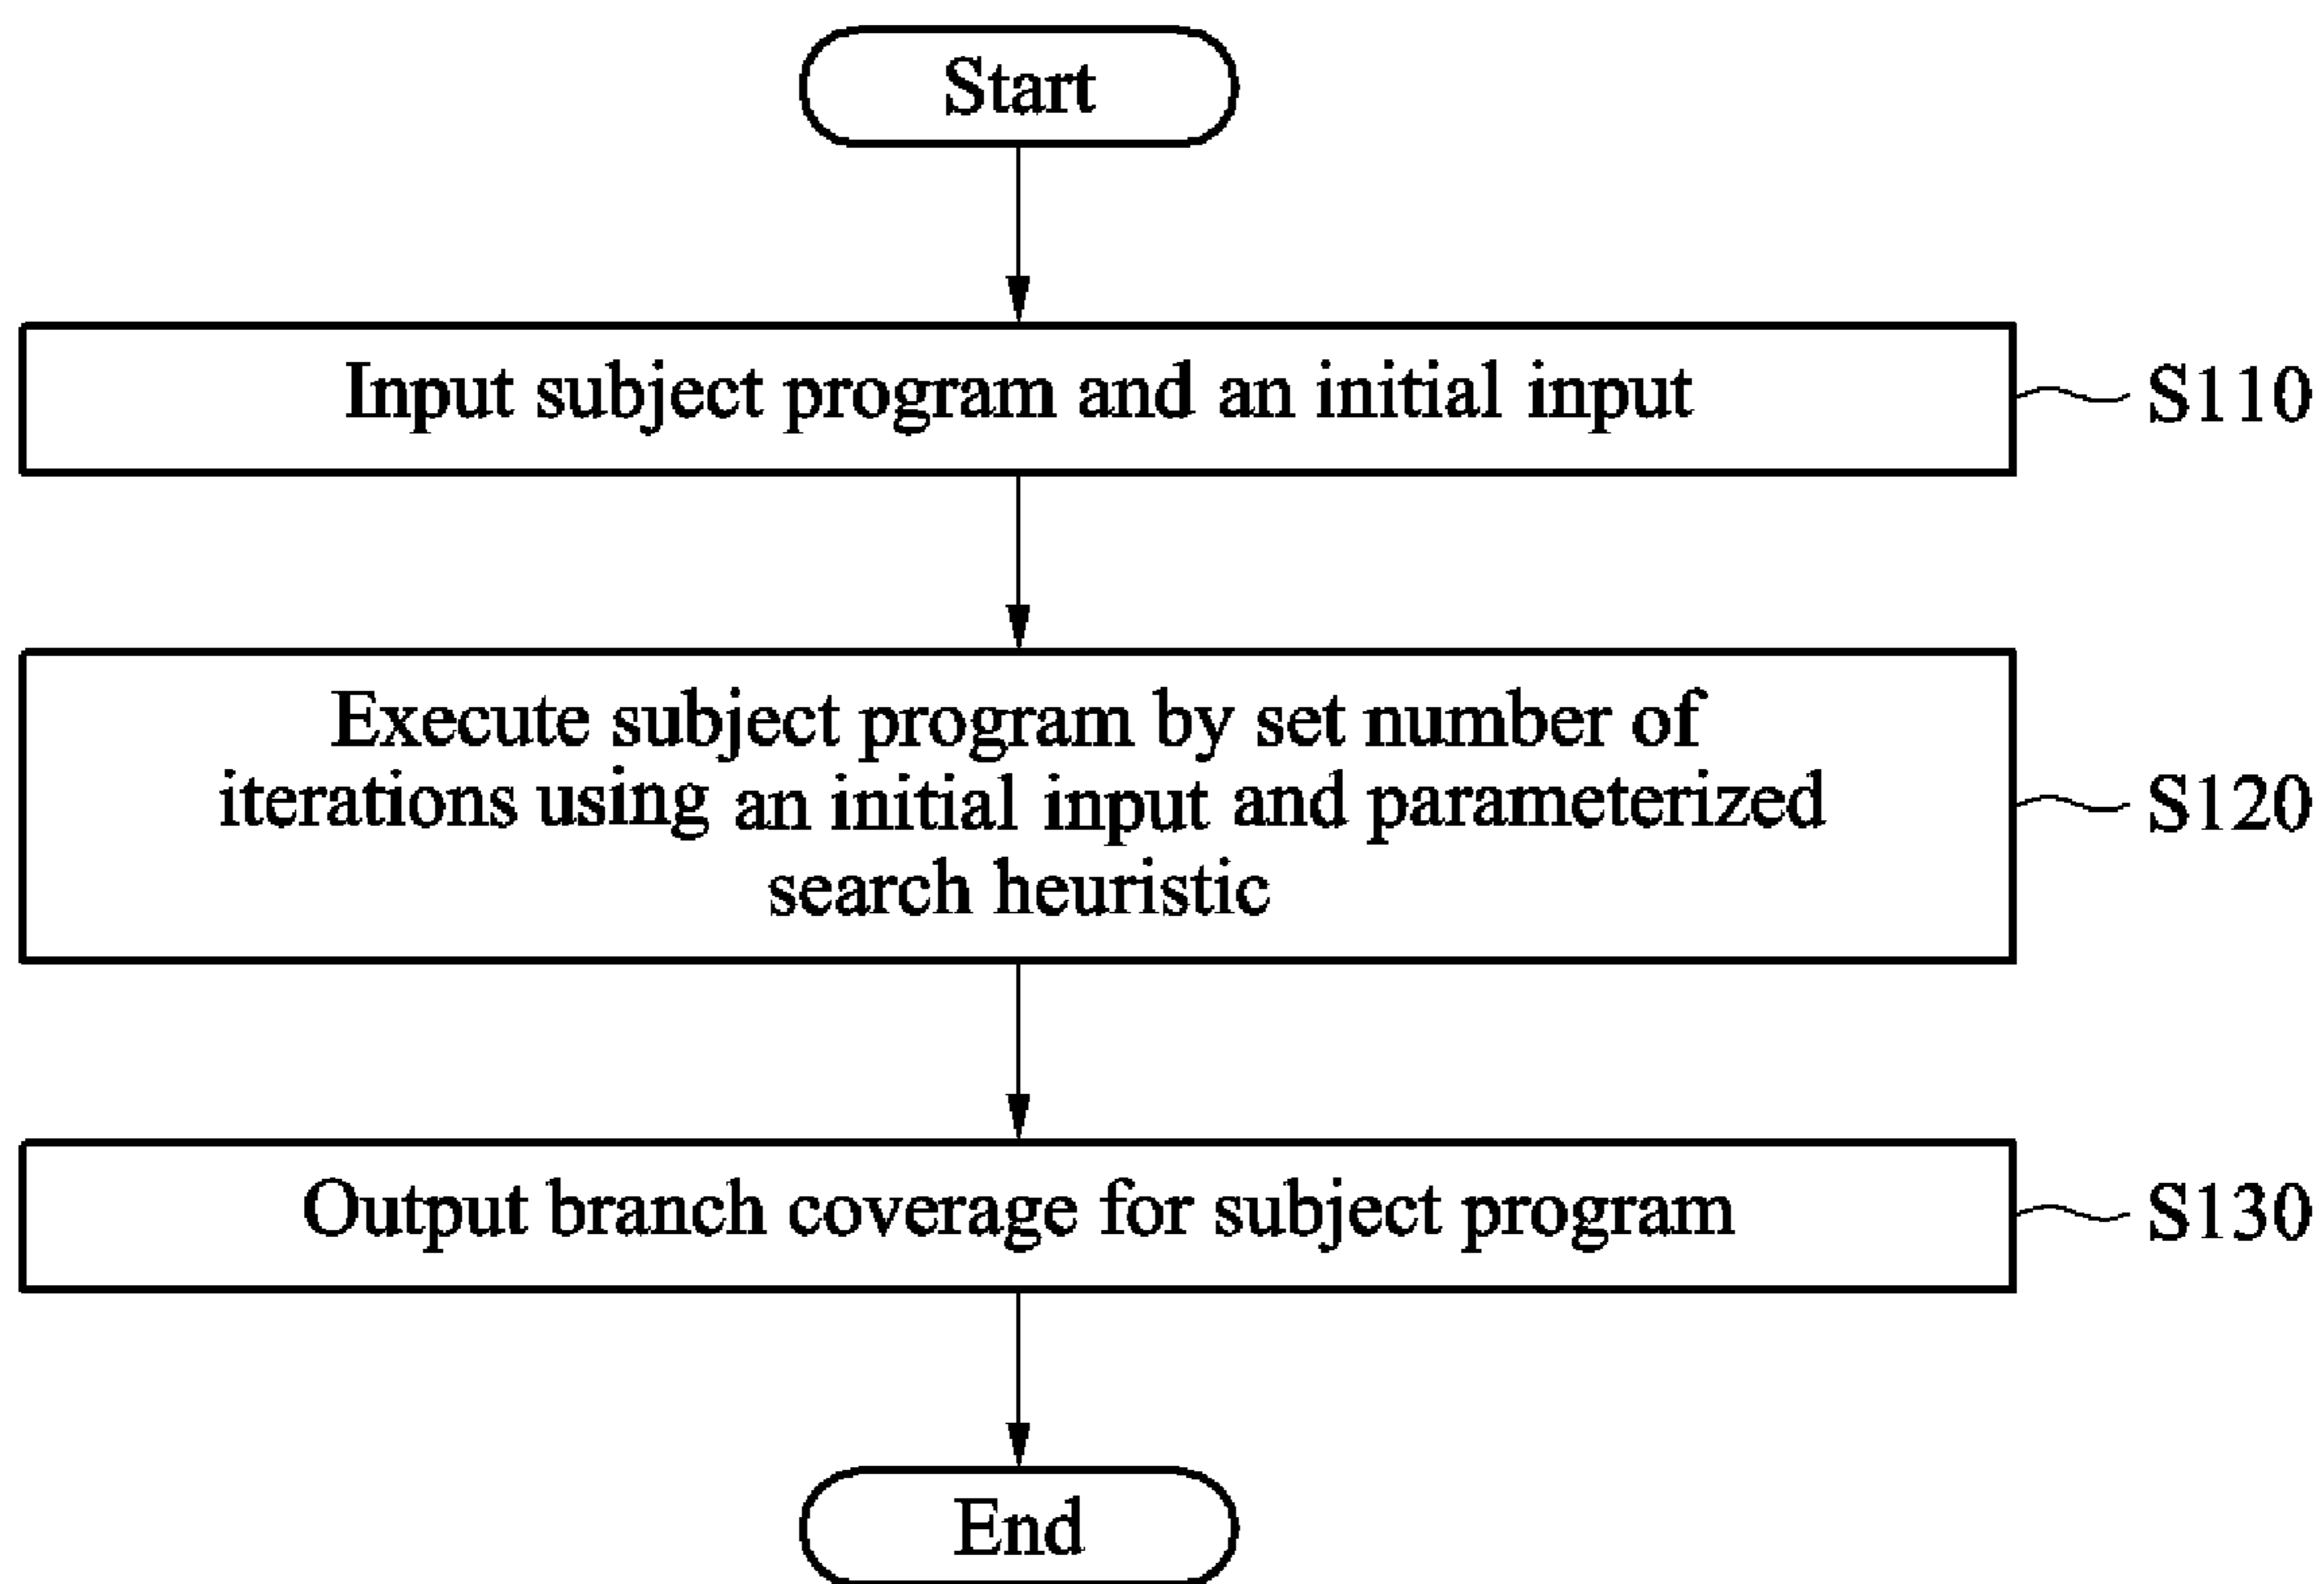 Start
Input subject program and an initial input
S110
Execute subject program by set number of
iterations using an initial input and parameterized
search heuristic
S120
Output branch coverage for subject program
S130
End